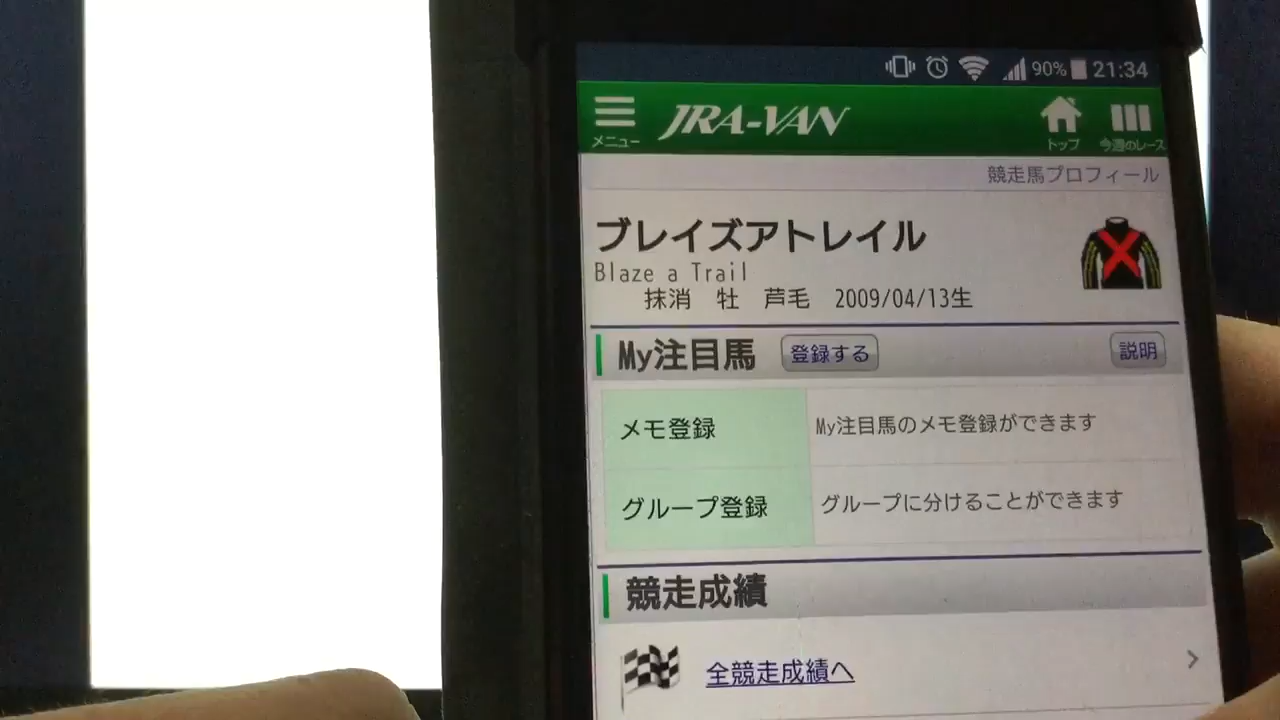 90% 21:34
メニュー JRA-VAN トップ 今週のレース
競走馬プロフィール
ブレイズアトレイル
Blaze a Trail
抹消 牡 芦毛 2009/04/13生
My注目馬 登録する 説明
メモ登録 My注目馬のメモ登録ができます
グループ登録 グループに分けることができます
競走成績
全競走成績へ